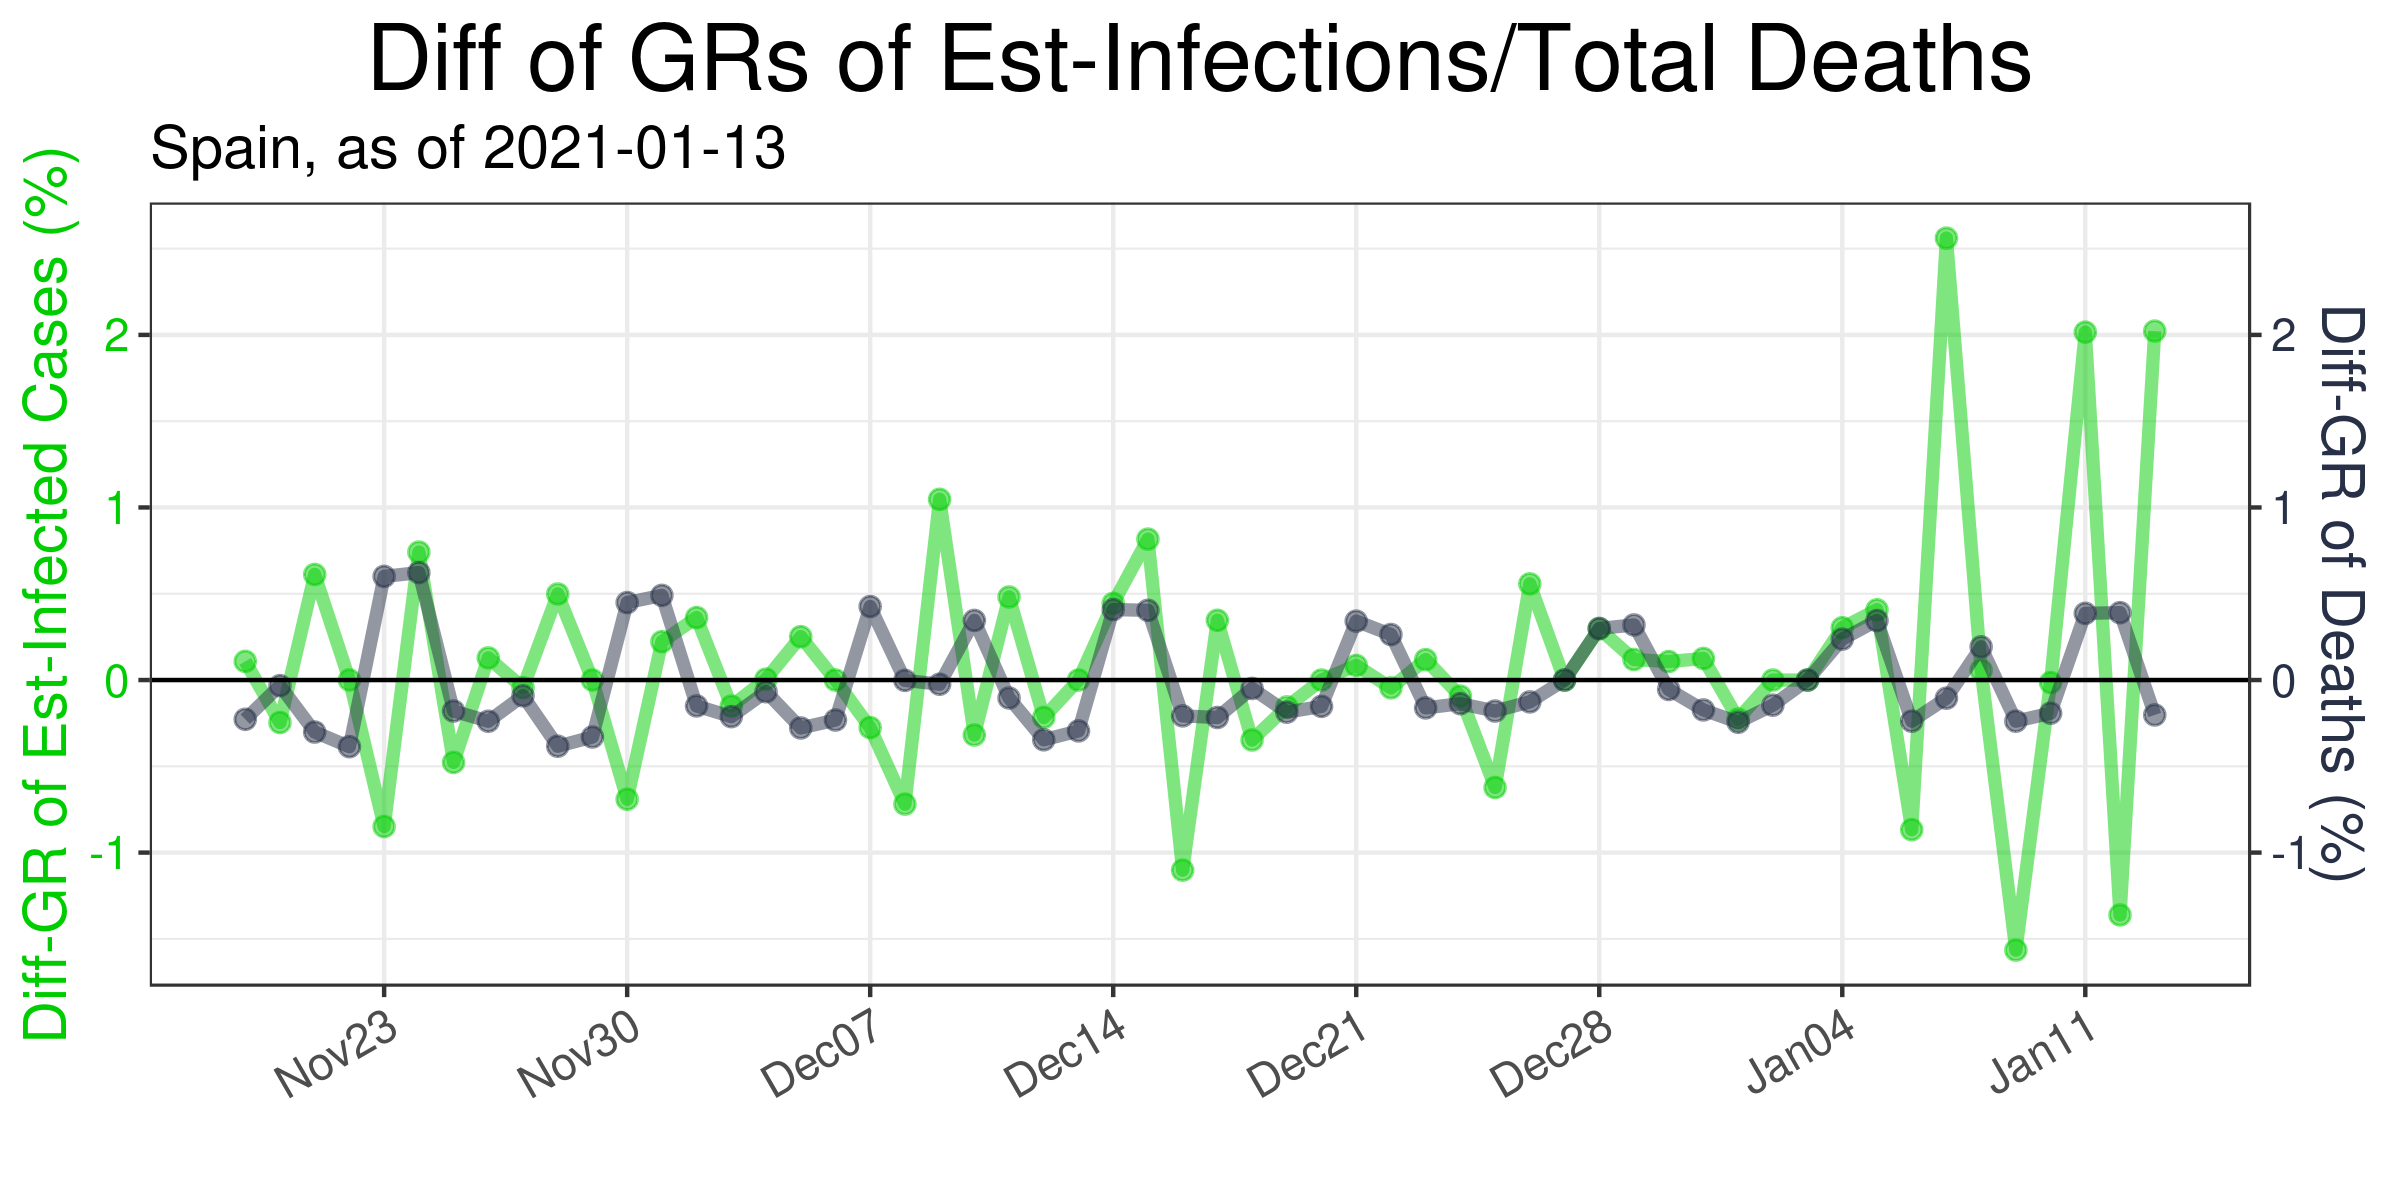 Diff of GRs of Est-Infections/Total Deaths
Spain, as of 2021-01-13
Diff-GR of Est-Infected Cases (%)
2
1
0
-1
2
1
0
-1
Diff-GR of Deaths (%)
Nov23
Nov30
Dec07
Dec14
Dec21
Dec28
Jan04
Jan11